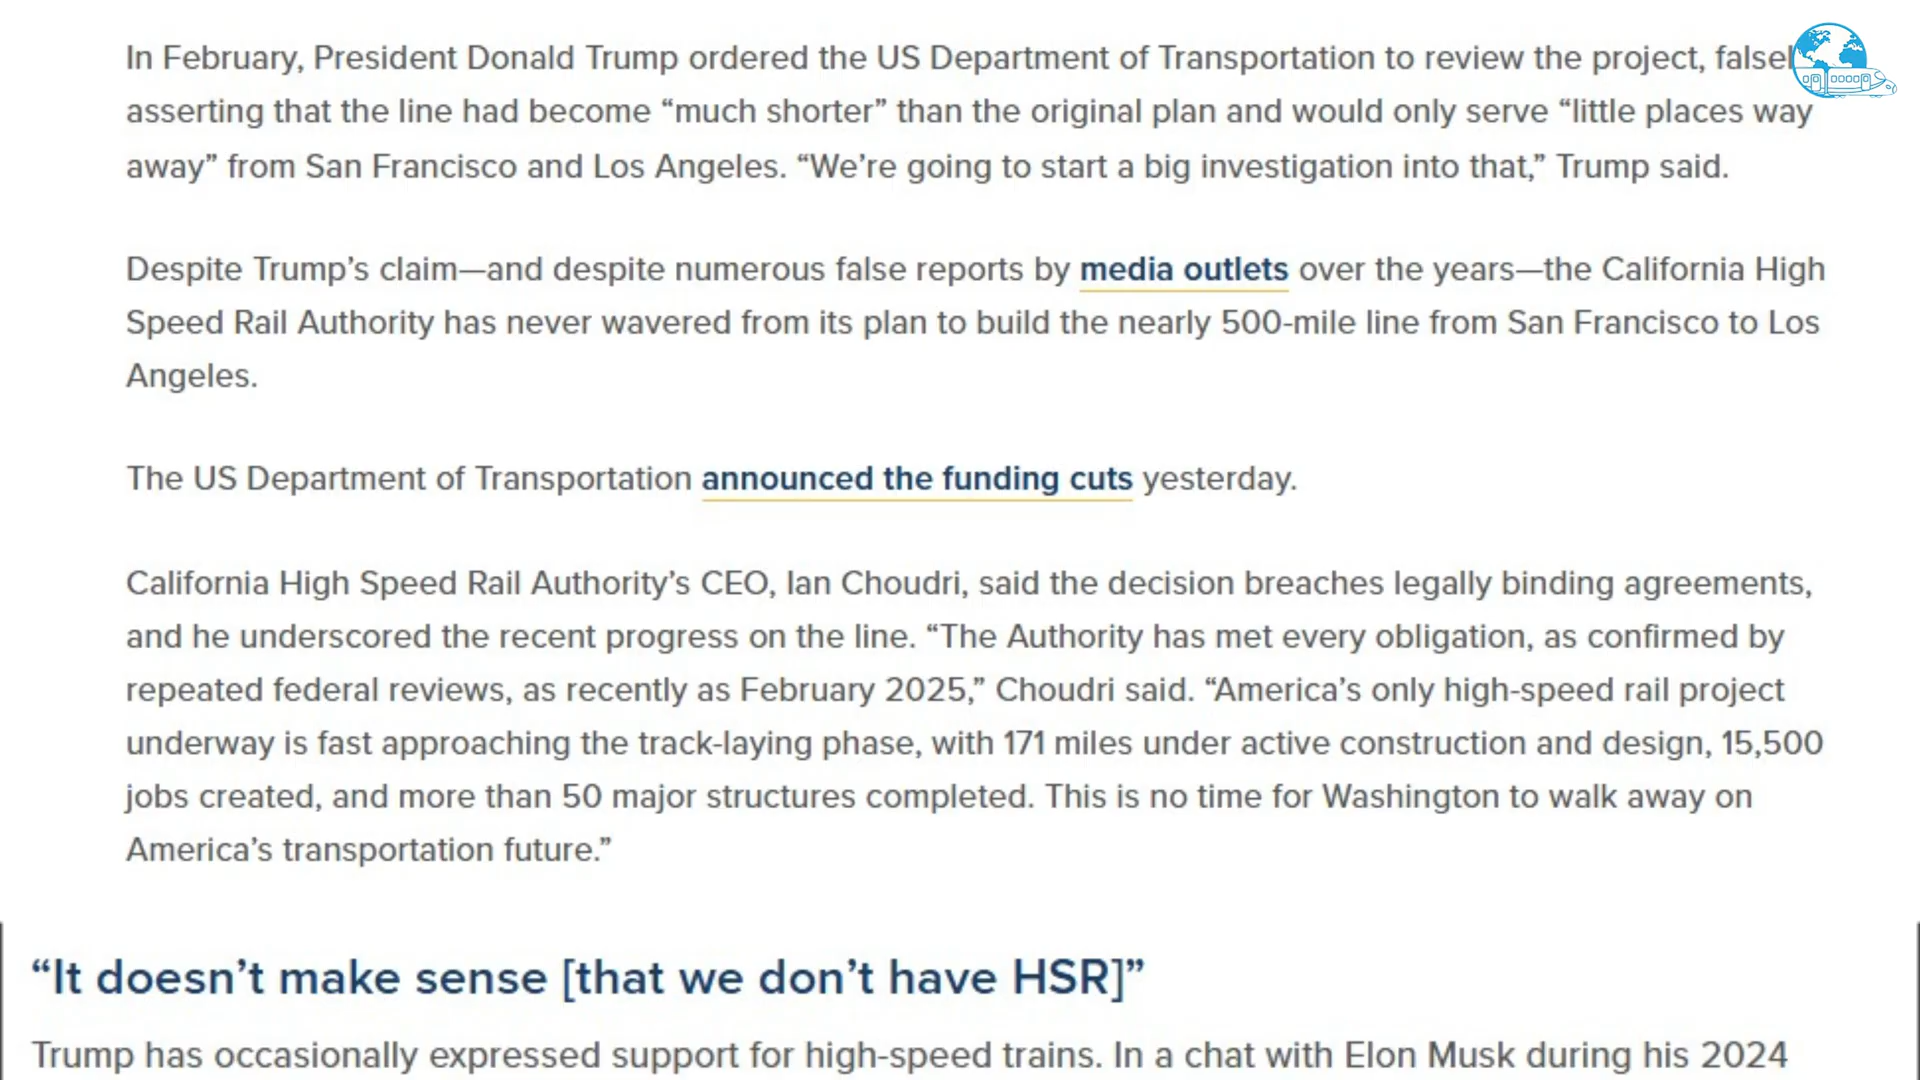 In February, President Donald Trump ordered the US Department of Transportation to review the project, falsel
asserting that the line had become “much shorter” than the original plan and would only serve “little places way
away” from San Francisco and Los Angeles. “We’re going to start a big investigation into that,” Trump said.
Despite Trump’s claim—and despite numerous false reports by media outlets over the years—the California High
Speed Rail Authority has never wavered from its plan to build the nearly 500-mile line from San Francisco to Los
Angeles.
The US Department of Transportation announced the funding cuts yesterday.
California High Speed Rail Authority’s CEO, Ian Choudri, said the decision breaches legally binding agreements,
and he underscored the recent progress on the line. “The Authority has met every obligation, as confirmed by
repeated federal reviews, as recently as February 2025,” Choudri said. “America’s only high-speed rail project
underway is fast approaching the track-laying phase, with 171 miles under active construction and design, 15,500
jobs created, and more than 50 major structures completed. This is no time for Washington to walk away on
America’s transportation future.”
“It doesn’t make sense [that we don’t have HSR]”
Trump has occasionally expressed support for high-speed trains. In a chat with Elon Musk during his 2024